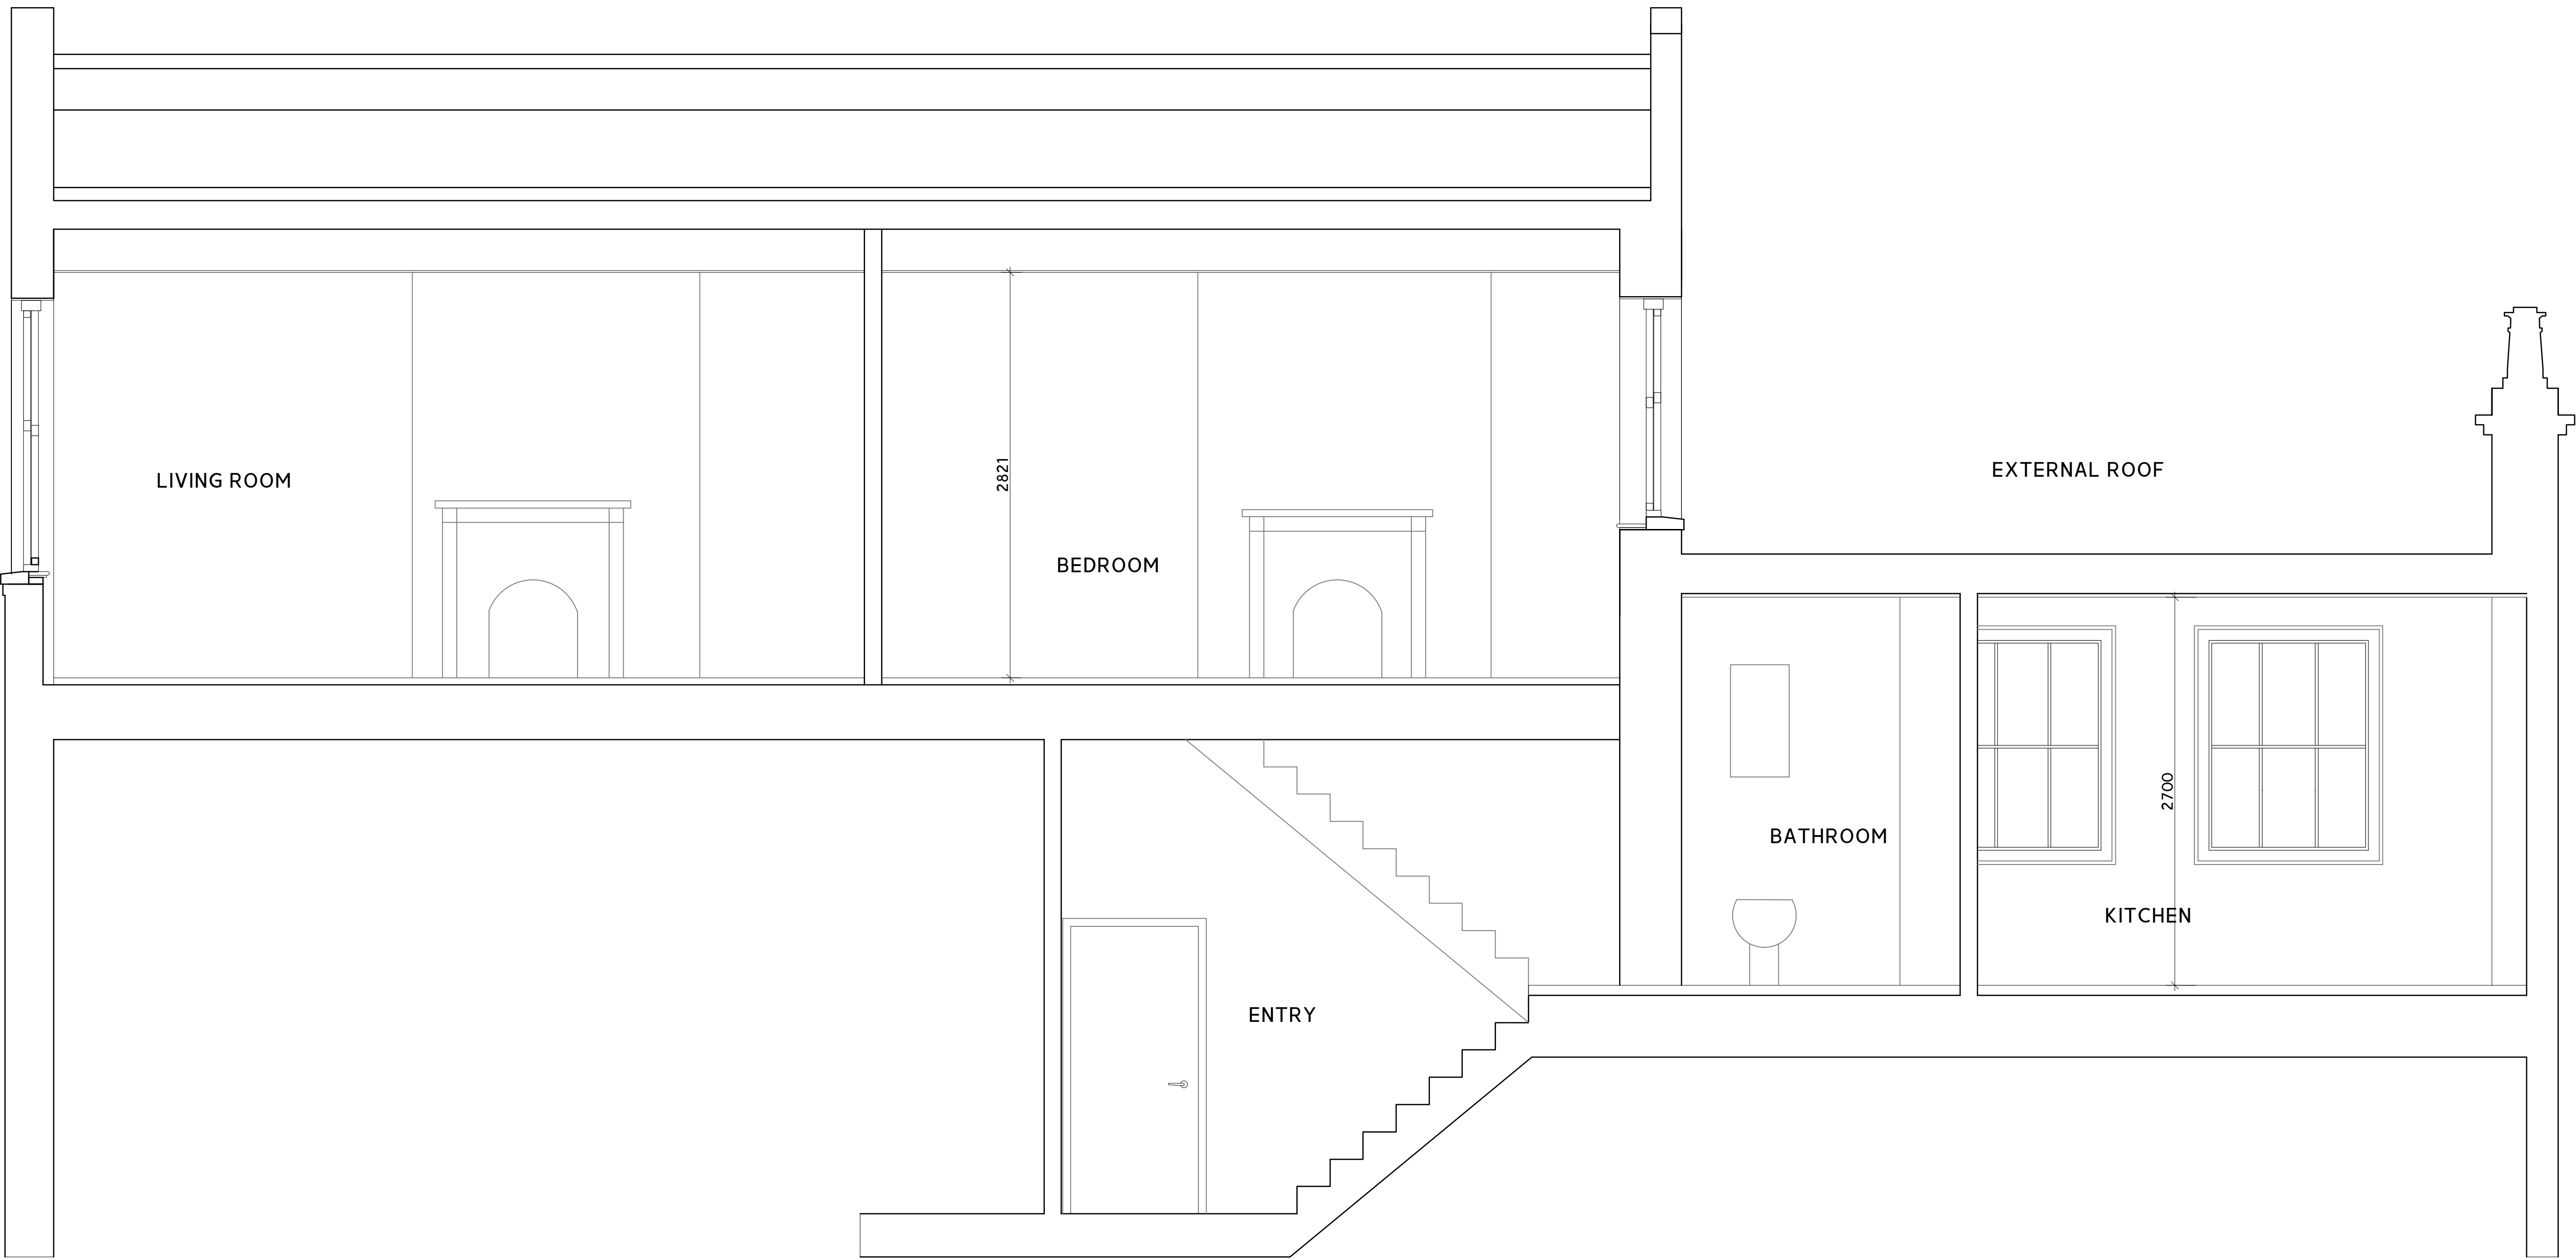 LIVING ROOM
2821
BEDROOM
EXTERNAL ROOF
BATHROOM
2700
KITCHEN
ENTRY